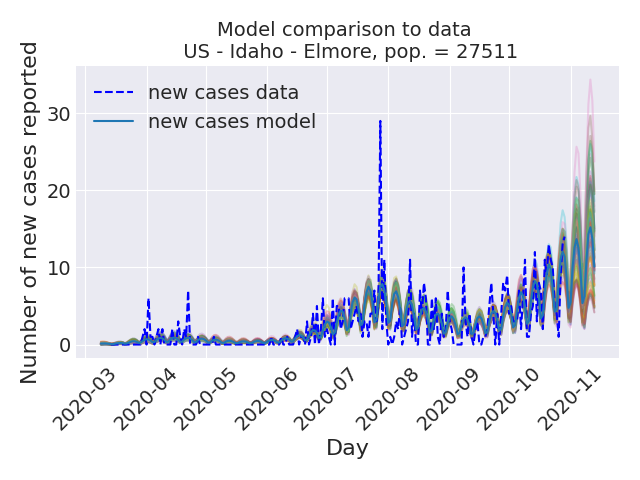 Model comparison to data
US - Idaho - Elmore, pop. = 27511
Number of new cases reported
30
20
10
0
new cases data
new cases model
2020-03
2020-04
2020-05
2020-06
2020-07
2020-08
2020-09
2020-10
2020-11
Day